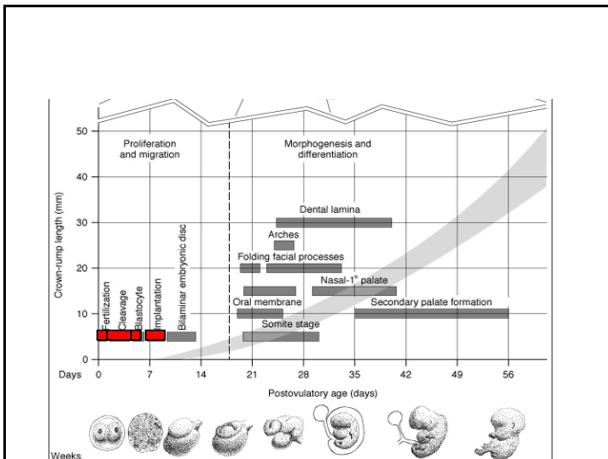 50
40
30
20
10
0
Crown-rump length (mm)
Proliferation
and migration
Morphogenesis and
differentiation
Dental lamina
Arches
Folding facial processes
Nasal-1° palate
Oral membrane
Secondary palate formation
Somite stage
Fertilization
Cleavage
Blastocyte
Implantation
Bilaminar embryonic disc
Days 0 7 14 21 28 35 42 49 56
Postovulatory age (days)
Weeks